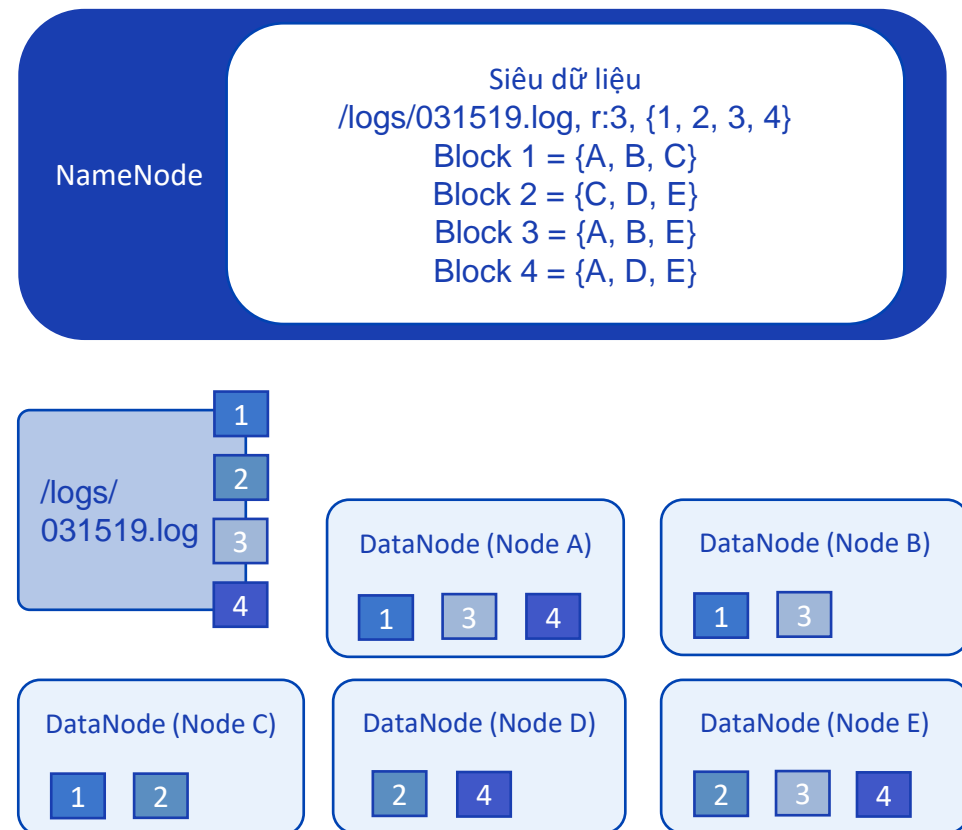 NameNode
Siêu dữ liệu
/logs/031519.log, r:3, {1, 2, 3, 4}
Block 1 = {A, B, C}
Block 2 = {C, D, E}
Block 3 = {A, B, E}
Block 4 = {A, D, E}
/logs/
031519.log
1
2
3
4
DataNode (Node A)
1 3 4
DataNode (Node B)
1 3
DataNode (Node C)
1 2
DataNode (Node D)
2 4
DataNode (Node E)
2 3 4